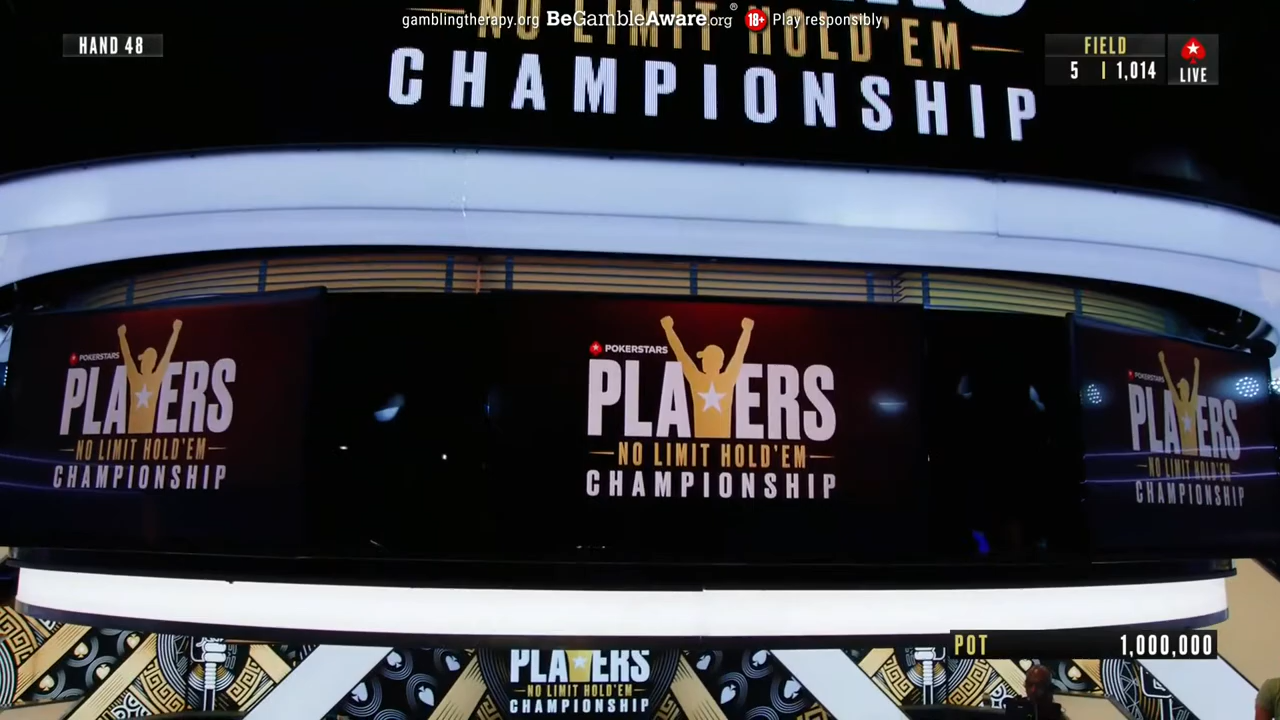 gamblingtherapy.org BeGambleAware.org® 18+ Play responsibly
HAND 48
FIELD
5 | 1,014
LIVE
NO LIMIT HOLD'EM
CHAMPIONSHIP
POKERSTARS
PLAYERS
NO LIMIT HOLD'EM
CHAMPIONSHIP
POKERSTARS
PLAYERS
NO LIMIT HOLD'EM
CHAMPIONSHIP
POKERSTARS
PLAYERS
NO LIMIT HOLD'EM
CHAMPIONSHIP
POT 1,000,000
PLAYERS
NO LIMIT HOLD'EM
CHAMPIONSHIP